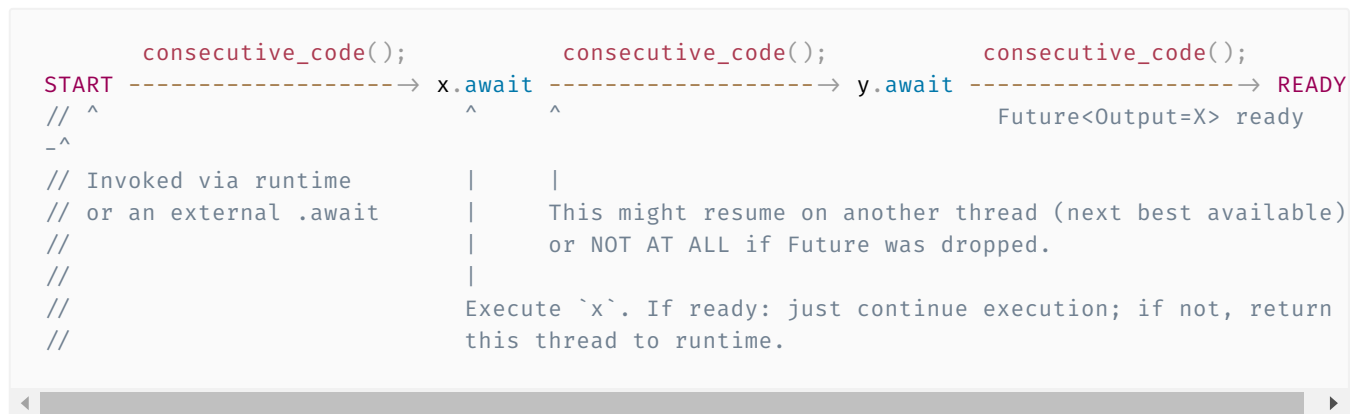 consecutive_code();           consecutive_code();           consecutive_code();
START --------------------> x.await --------------------> y.await --------------------> READY
// ^                         ^     ^                                Future<Output=X> ready
-^
// Invoked via runtime        |     |
// or an external .await      |     This might resume on another thread (next best available)
//                            |     or NOT AT ALL if Future was dropped.
//                            |
//                            Execute `x`. If ready: just continue execution; if not, return
//                            this thread to runtime.